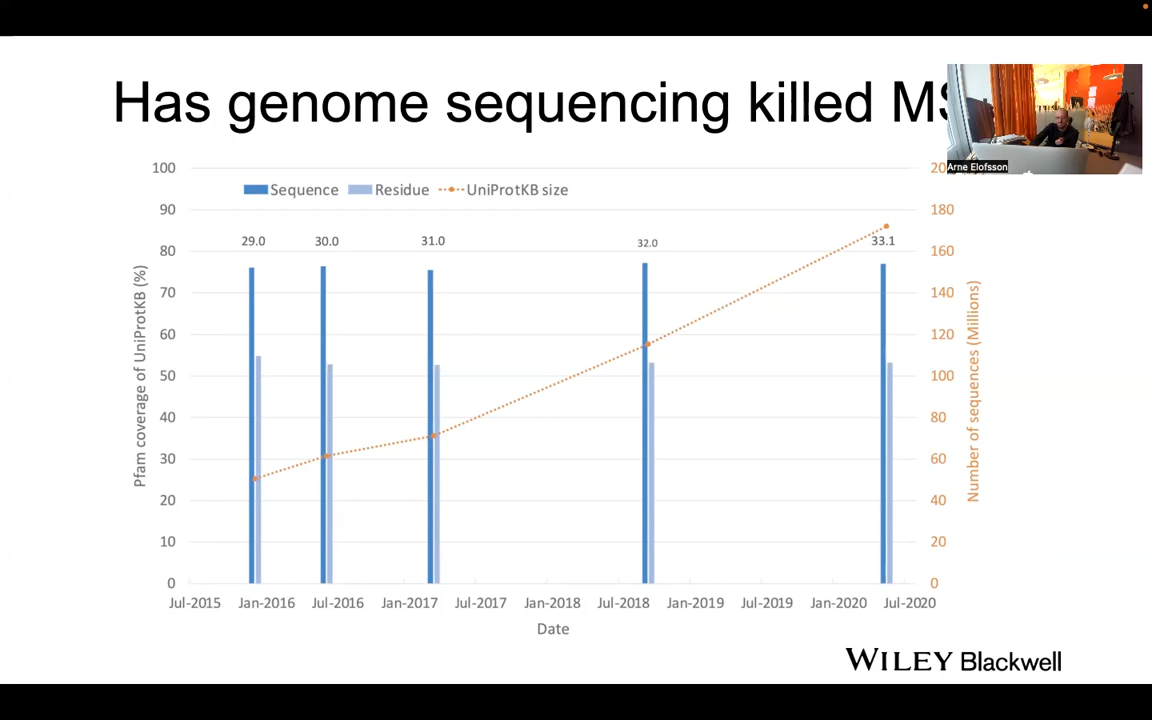 Has genome sequencing killed
Arne Elofsson
Sequence Residue UniProtKB size
100
90
80
70
60
50
40
30
20
10
0
Pfam coverage of UniProtKB (%)
29.0 30.0 31.0 32.0 33.1
180
160
140
120
100
80
60
40
20
0
Number of sequences (Millions)
Jul-2015 Jan-2016 Jul-2016 Jan-2017 Jul-2017 Jan-2018 Jul-2018 Jan-2019 Jul-2019 Jan-2020 Jul-2020
Date
WILEY Blackwell